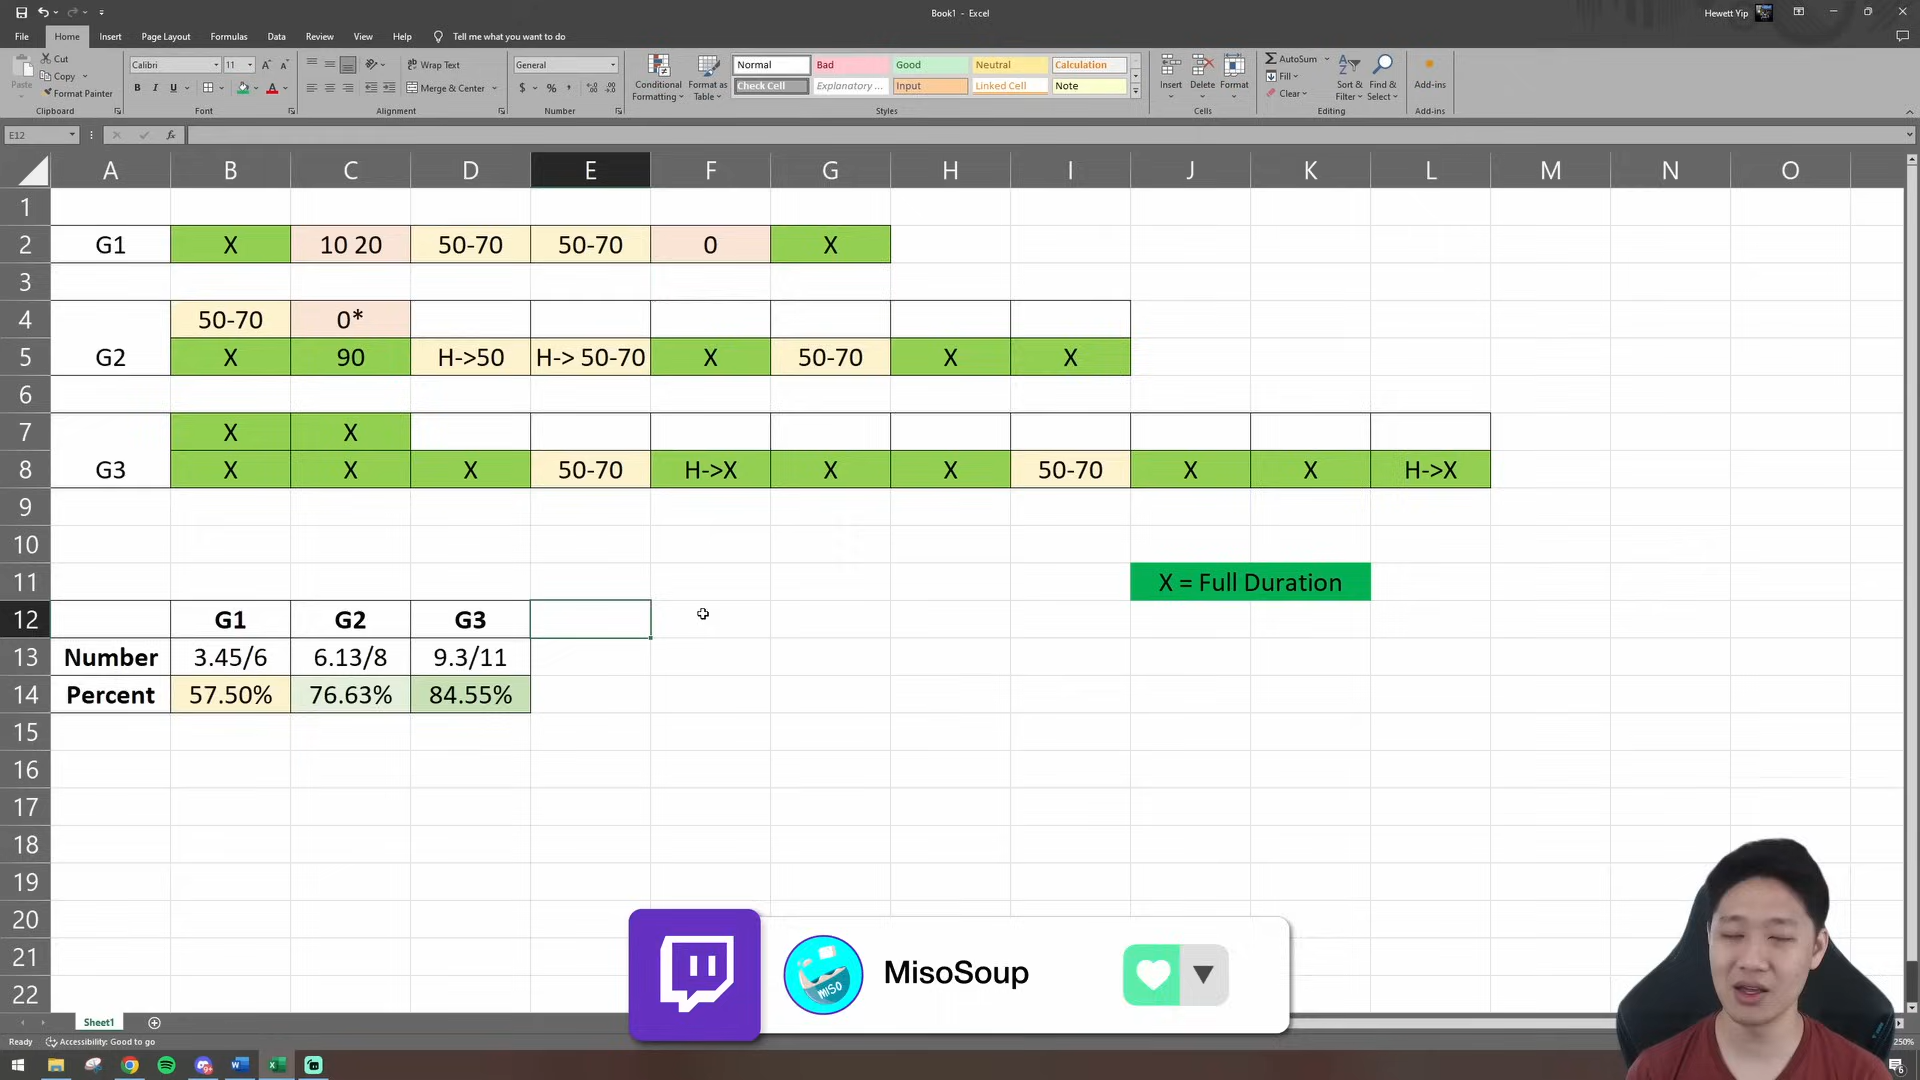 Book1 - Excel
Hewett Yip
File Home Insert Page Layout Formulas Data Review View Help Tell me what you want to do
Paste
Cut
Copy
Format Painter
Clipboard
Calibri 11
B I U
Font
Wrap Text
Merge & Center
Alignment
General
$ % ,
Number
Conditional Formatting
Format as Table
Normal Bad Good Neutral Calculation
Check Cell Explanatory ... Input Linked Cell Note
Styles
Insert Delete Format
Cells
AutoSum
Fill
Clear
Sort & Filter
Find & Select
Editing
Add-ins
Add-ins
E12 fx
A B C D E F G H I J K L M N O
1
2 G1 X 10 20 50-70 50-70 0 X
3
4 50-70 0*
5 G2 X 90 H->50 H-> 50-70 X 50-70 X X
6
7 X X
8 G3 X X X 50-70 H->X X X 50-70 X X H->X
9
10
11 X = Full Duration
12 G1 G2 G3
13 Number 3.45/6 6.13/8 9.3/11
14 Percent 57.50% 76.63% 84.55%
15
16
17
18
19
20
21
22
MISO
MisoSoup
Sheet1
Ready Accessibility: Good to go
250%
6